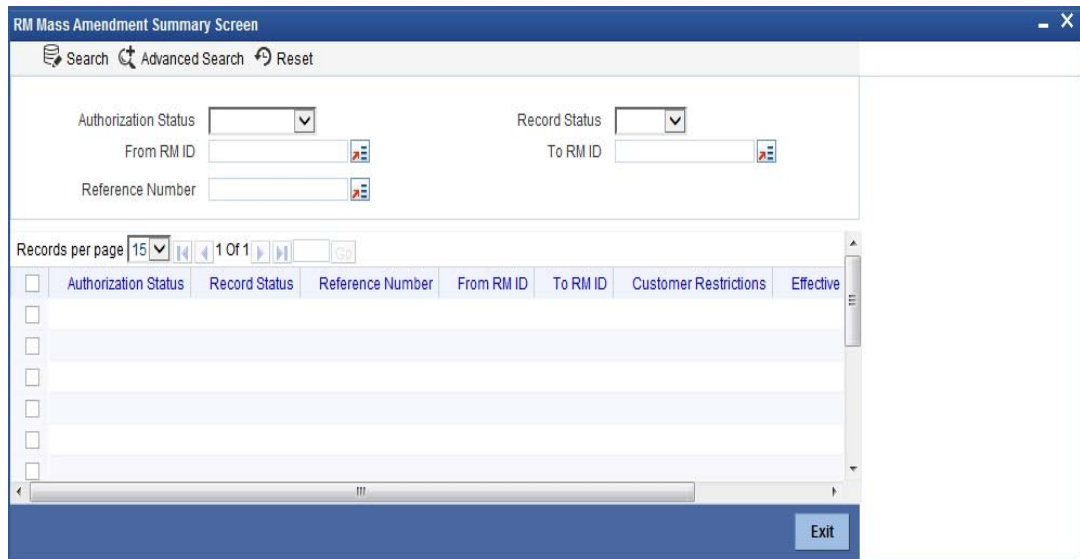 RM Mass Amendment Summary Screen
Search Advanced Search Reset
Authorization Status Record Status
From RM ID To RM ID
Reference Number
Records per page 15 1 Of 1 Go
Authorization Status Record Status Reference Number From RM ID To RM ID Customer Restrictions Effective
Exit